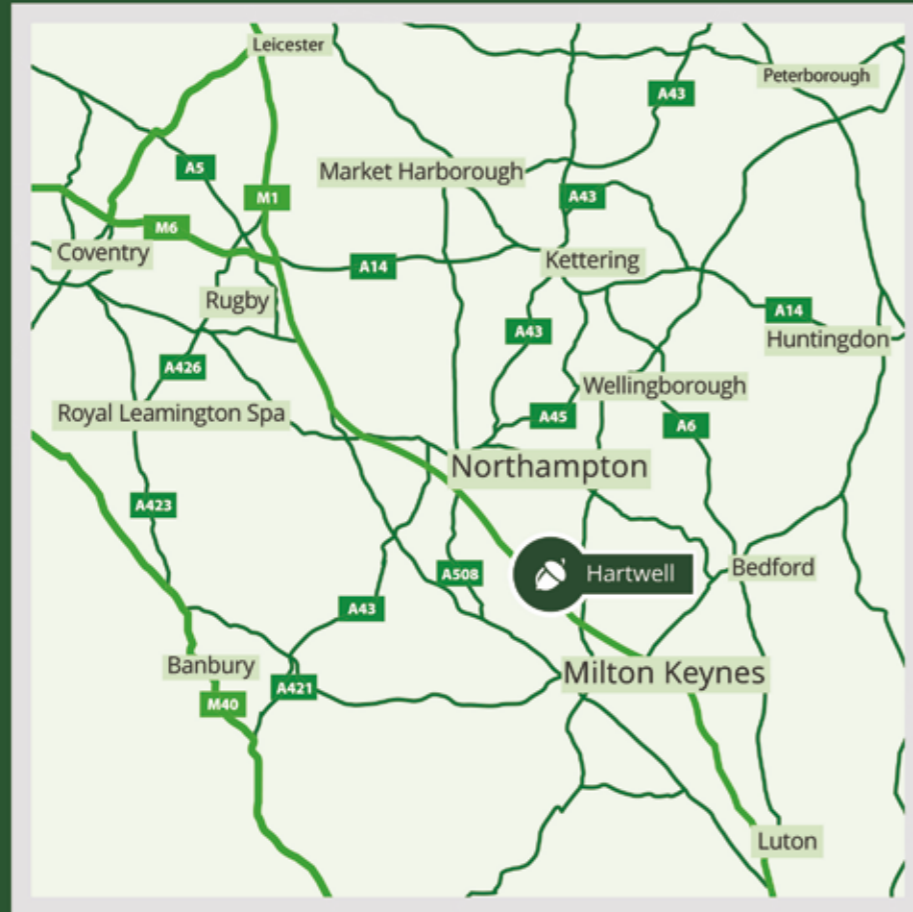 Leicester
Peterborough
A43
A5
Market Harborough
M1
A43
M6
Coventry
Kettering
A14
Rugby
A14
A43
Huntingdon
A426
Wellingborough
Royal Leamington Spa
A45
A6
Northampton
A423
Hartwell
Bedford
A508
A43
Banbury
Milton Keynes
A421
M40
Luton